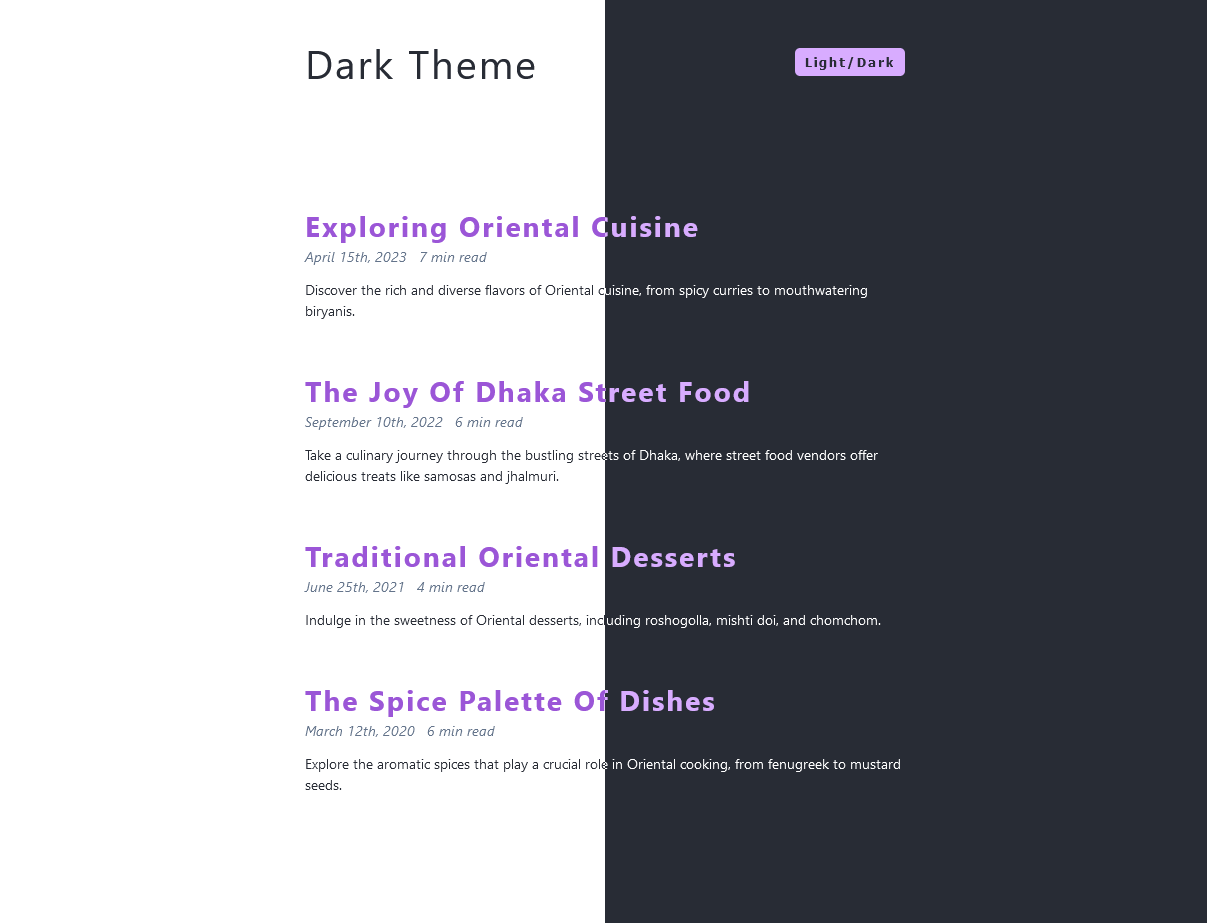 Dark Theme
Light/Dark
Exploring Oriental Cuisine
April 15th, 2023 7 min read
Discover the rich and diverse flavors of Oriental cuisine, from spicy curries to mouthwatering
biryanis.
The Joy Of Dhaka Street Food
September 10th, 2022 6 min read
Take a culinary journey through the bustling streets of Dhaka, where street food vendors offer
delicious treats like samosas and jhalmuri.
Traditional Oriental Desserts
June 25th, 2021 4 min read
Indulge in the sweetness of Oriental desserts, including roshogolla, mishti doi, and chomchom.
The Spice Palette Of Dishes
March 12th, 2020 6 min read
Explore the aromatic spices that play a crucial role in Oriental cooking, from fenugreek to mustard
seeds.